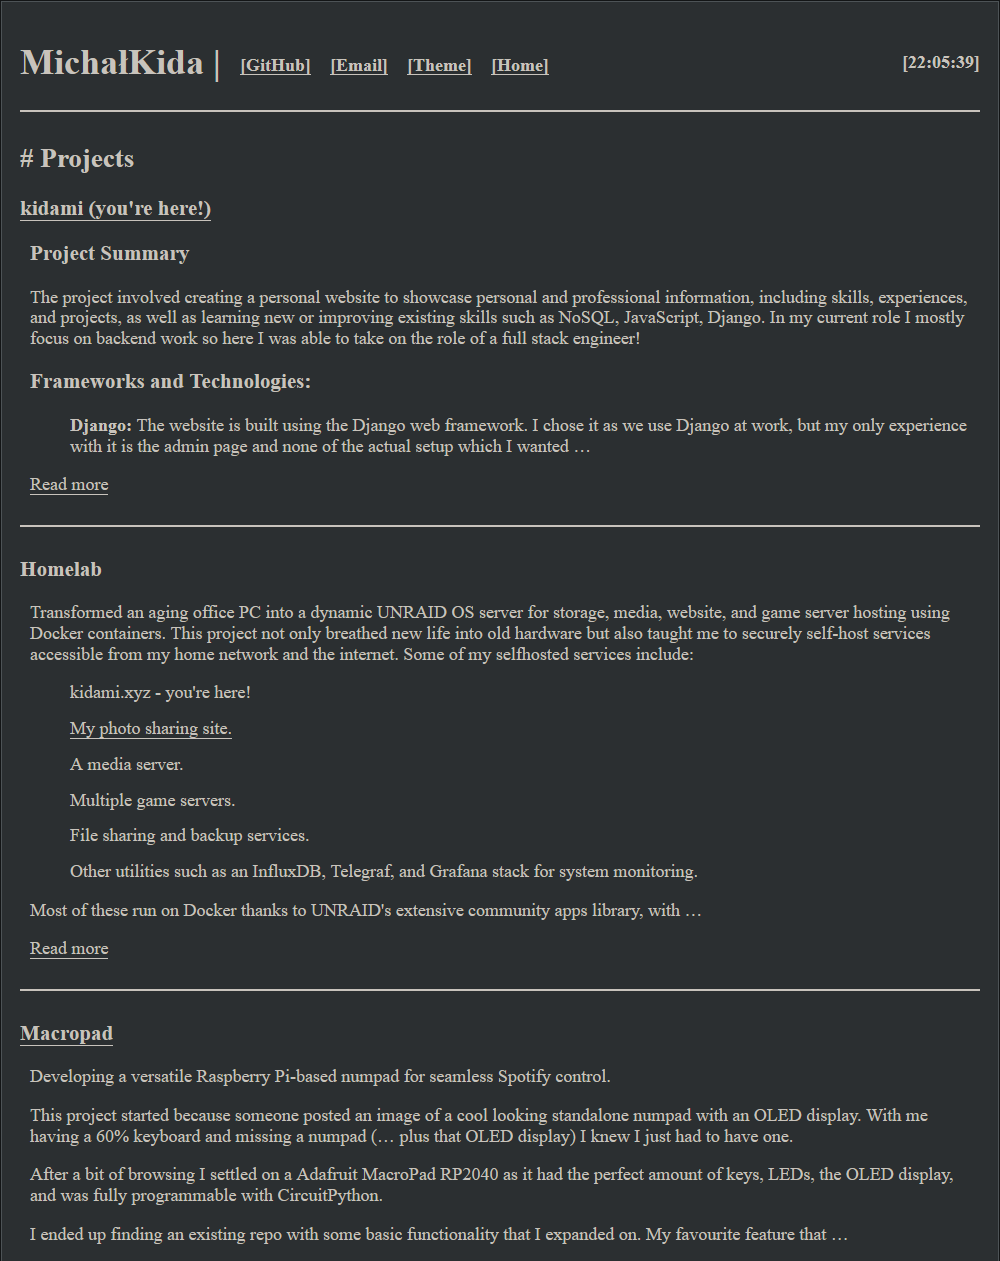 MichałKida | [GitHub] [Email] [Theme] [Home] [22:05:39]
# Projects
kidami (you're here!)
Project Summary
The project involved creating a personal website to showcase personal and professional information, including skills, experiences,
and projects, as well as learning new or improving existing skills such as NoSQL, JavaScript, Django. In my current role I mostly
focus on backend work so here I was able to take on the role of a full stack engineer!
Frameworks and Technologies:
Django: The website is built using the Django web framework. I chose it as we use Django at work, but my only experience
with it is the admin page and none of the actual setup which I wanted …
Read more
Homelab
Transformed an aging office PC into a dynamic UNRAID OS server for storage, media, website, and game server hosting using
Docker containers. This project not only breathed new life into old hardware but also taught me to securely self-host services
accessible from my home network and the internet. Some of my selfhosted services include:
kidami.xyz - you're here!
My photo sharing site.
A media server.
Multiple game servers.
File sharing and backup services.
Other utilities such as an InfluxDB, Telegraf, and Grafana stack for system monitoring.
Most of these run on Docker thanks to UNRAID's extensive community apps library, with …
Read more
Macropad
Developing a versatile Raspberry Pi-based numpad for seamless Spotify control.
This project started because someone posted an image of a cool looking standalone numpad with an OLED display. With me
having a 60% keyboard and missing a numpad (… plus that OLED display) I knew I just had to have one.
After a bit of browsing I settled on a Adafruit MacroPad RP2040 as it had the perfect amount of keys, LEDs, the OLED display,
and was fully programmable with CircuitPython.
I ended up finding an existing repo with some basic functionality that I expanded on. My favourite feature that …